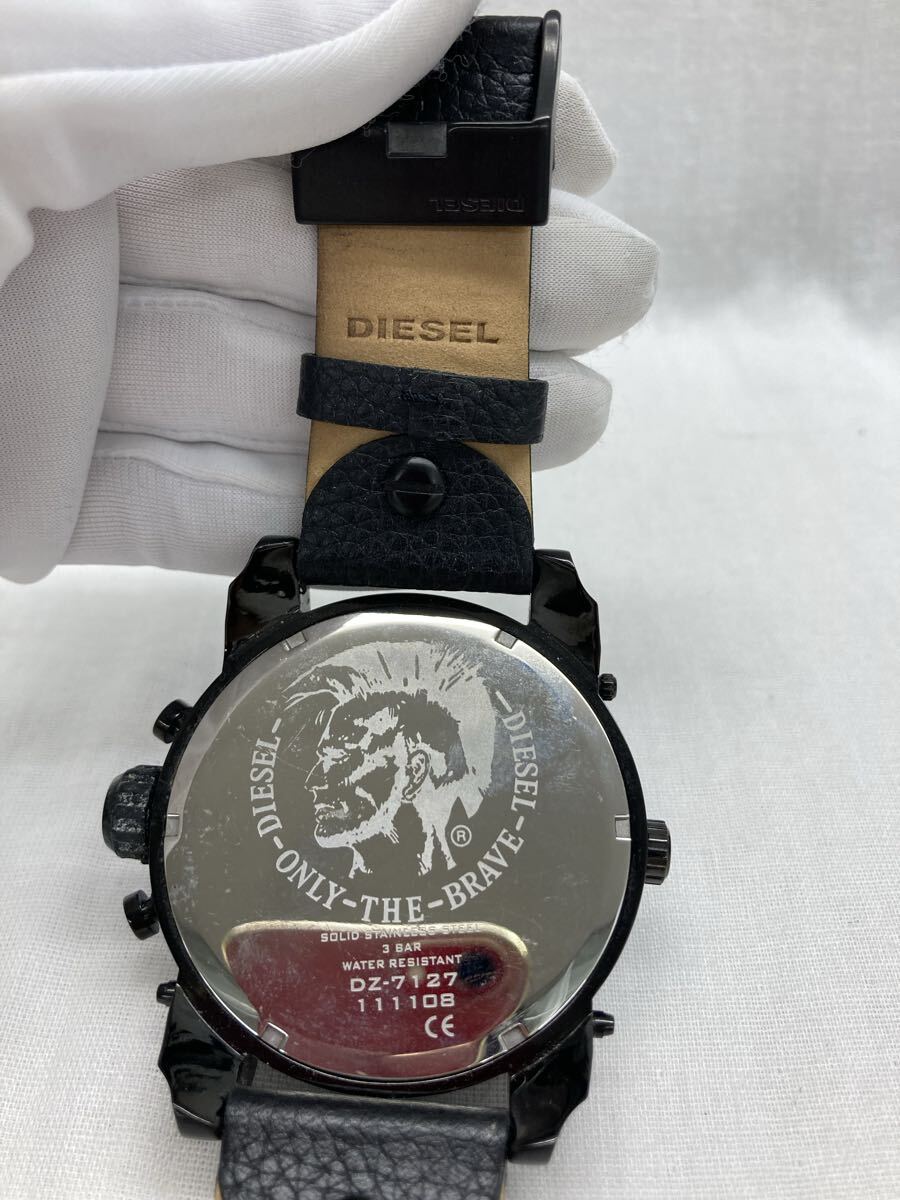 DIESEL
DIESEL
DIESEL-ONLY-THE-BRAVE-DIESEL
®
SOLID STAINLESS STEEL
3 BAR
WATER RESISTANT
DZ-7127
111108
CE